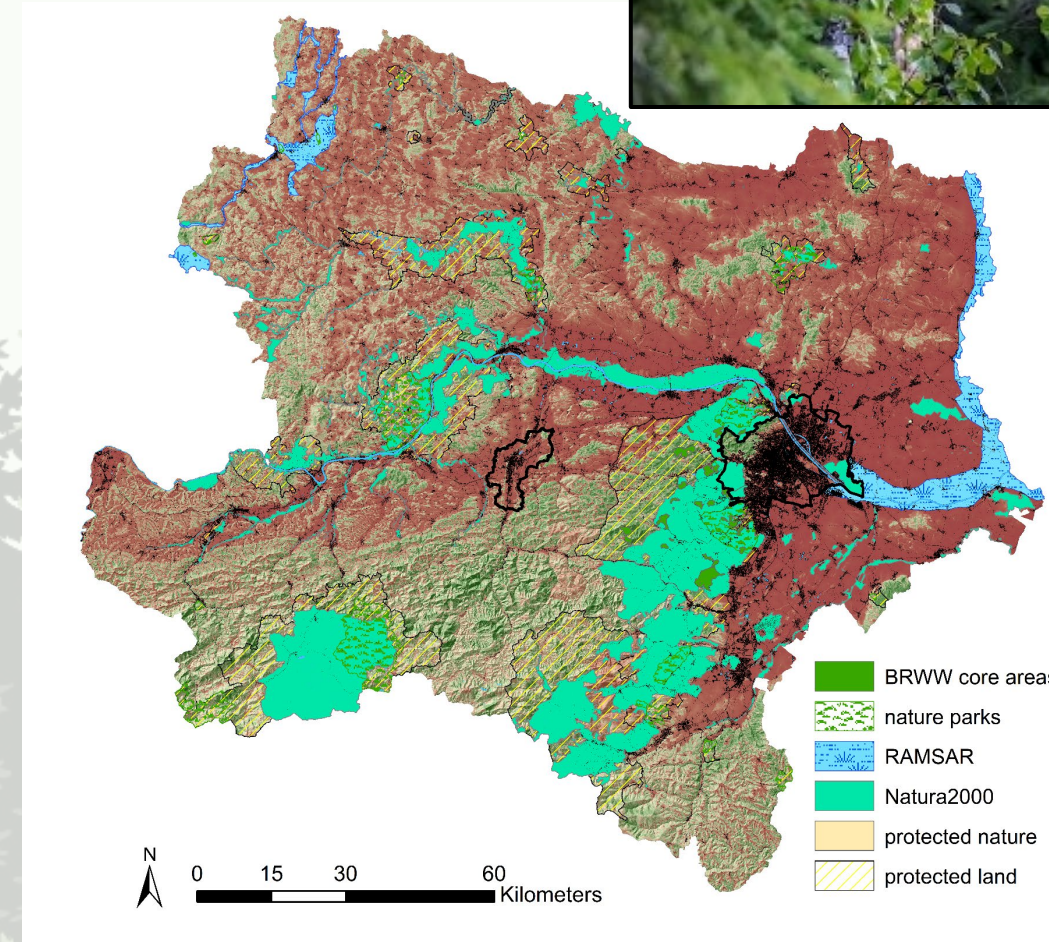 BRWW core areas
nature parks
RAMSAR
Natura2000
protected nature
protected land
N
0 15 30 60
Kilometers